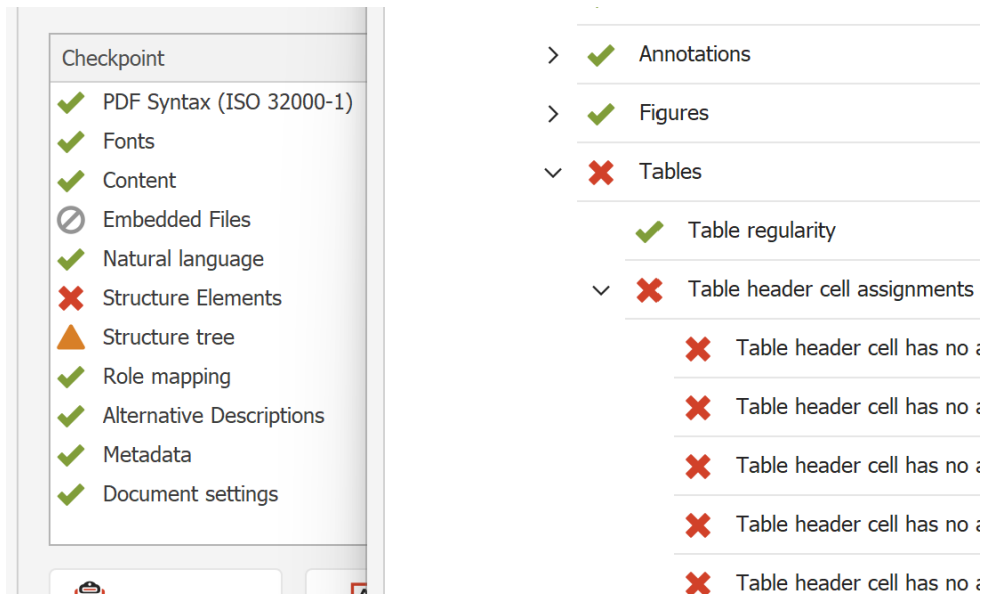 Checkpoint
PDF Syntax (ISO 32000-1)
Fonts
Content
Embedded Files
Natural language
Structure Elements
Structure tree
Role mapping
Alternative Descriptions
Metadata
Document settings
Annotations
Figures
Tables
Table regularity
Table header cell assignments
Table header cell has no
Table header cell has no
Table header cell has no
Table header cell has no
Table header cell has no